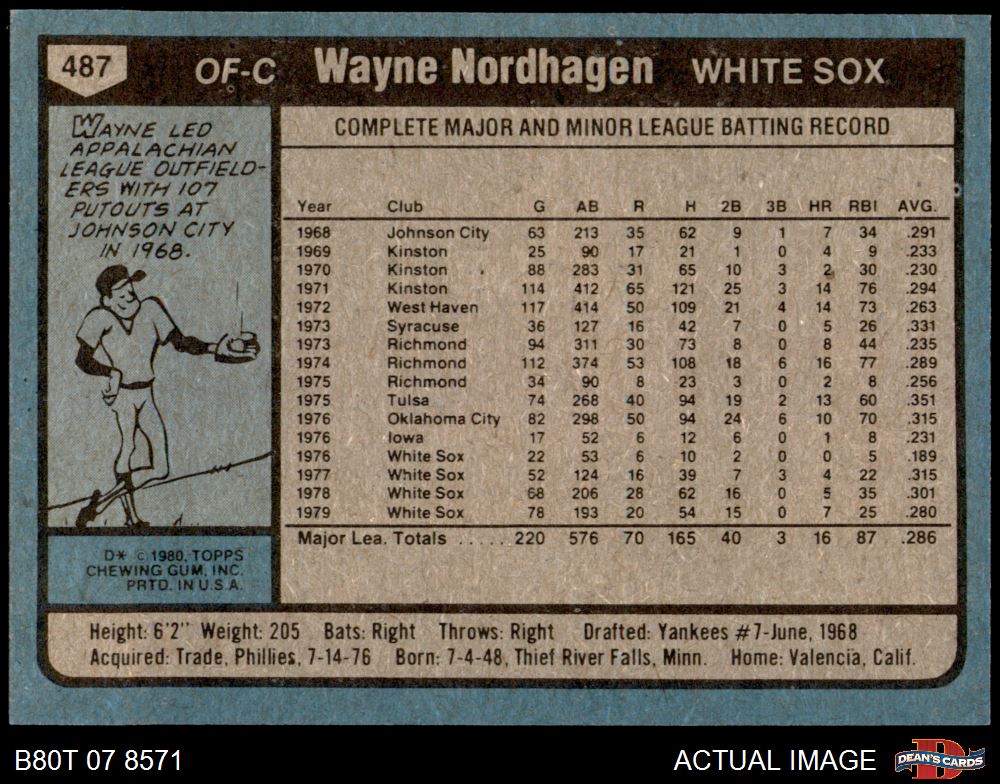 487 OF-C Wayne Nordhagen WHITE SOX
WAYNE LED
APPALACHIAN
LEAGUE OUTFIELD-
ERS WITH 107
PUTOUTS AT
JOHNSON CITY
IN 1968.
COMPLETE MAJOR AND MINOR LEAGUE BATTING RECORD
Year Club G AB R H 2B 3B HR RBI AVG.
1968 Johnson City 63 213 35 62 9 1 7 34 .291
1969 Kinston 25 90 17 21 1 0 4 9 .233
1970 Kinston 88 283 31 65 10 3 2 30 .230
1971 Kinston 114 412 65 121 25 3 14 76 .294
1972 West Haven 117 414 50 109 21 4 14 73 .263
1973 Syracuse 36 127 16 42 7 0 5 26 .331
1973 Richmond 94 311 30 73 8 0 8 44 .235
1974 Richmond 112 374 53 108 18 6 16 77 .289
1975 Richmond 34 90 8 23 3 0 2 8 .256
1975 Tulsa 74 268 40 94 19 2 13 60 .351
1976 Oklahoma City 82 298 50 94 24 6 10 70 .315
1976 Iowa 17 52 6 12 6 0 1 8 .231
1976 White Sox 22 53 6 10 2 0 0 5 .189
1977 White Sox 52 124 16 39 7 3 4 22 .315
1978 White Sox 68 206 28 62 16 0 5 35 .301
1979 White Sox 78 193 20 54 15 0 7 25 .280
Major Lea. Totals ..... 220 576 70 165 40 3 16 87 .286
D* © 1980, TOPPS
CHEWING GUM, INC.
PRTD. IN U.S.A.
Height: 6'2" Weight: 205 Bats: Right Throws: Right Drafted: Yankees #7-June, 1968
Acquired: Trade, Phillies, 7-14-76 Born: 7-4-48, Thief River Falls, Minn. Home: Valencia, Calif.
B80T 07 8571 ACTUAL IMAGE D DEAN'S CARDS